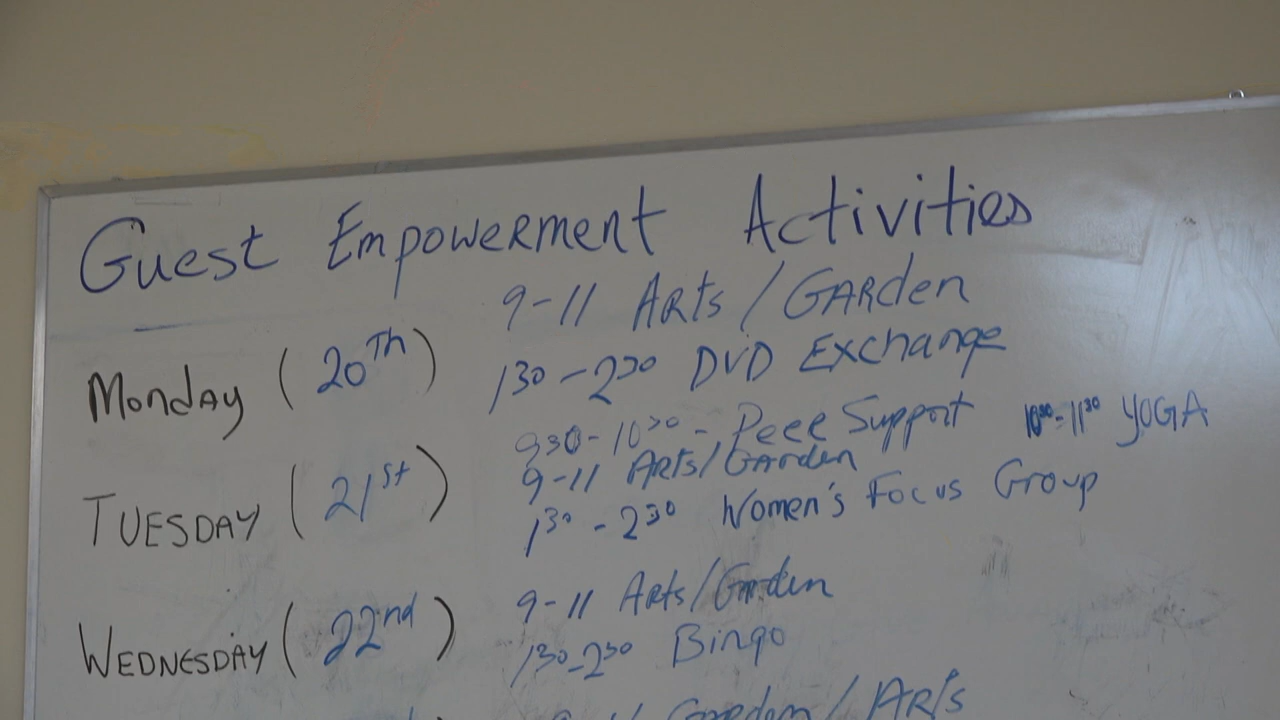 Guest Empowerment Activities
9-11 Arts/Garden
Monday (20th) 130-230 DVD Exchange
930-1030- Peer Support 1030-1130 YOGA
9-11 Arts/Garden
Tuesday (21st) 130-230 Women's Focus Group
9-11 Arts/Garden
Wednesday (22nd) 130-230 Bingo
9-11 Garden/Arts